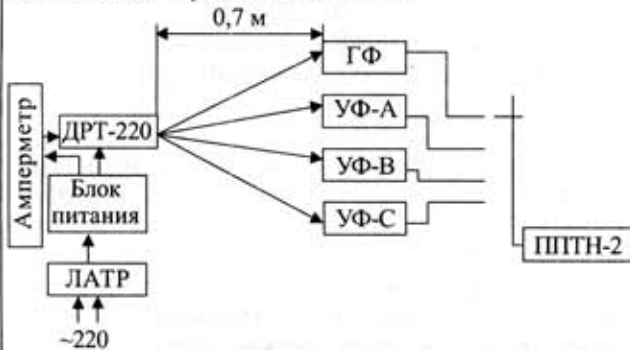 0,7 м
ГФ
Амперметр
ДРТ-220
УФ-А
УФ-В
Блок
питания
УФ-С
ППТН-2
ЛАТР
~220